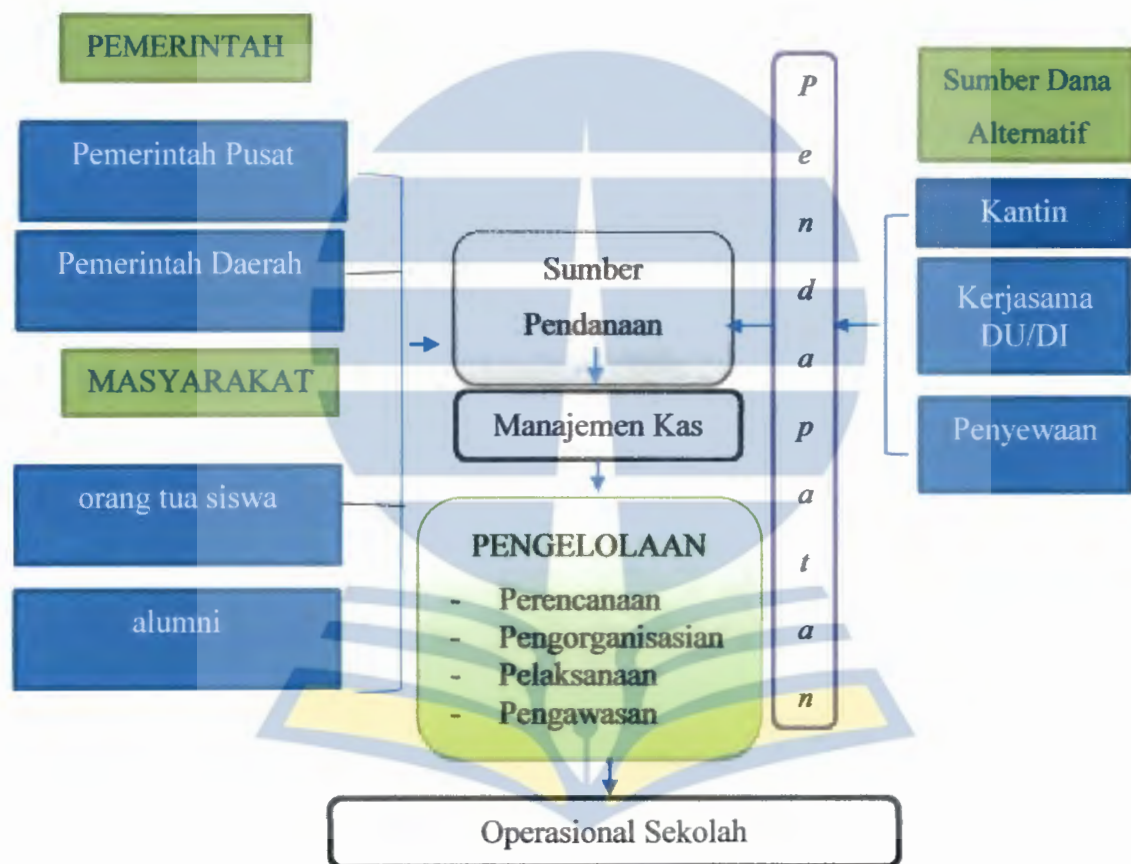 PEMERINTAH
Pemerintah Pusat
Pemerintah Daerah
MASYARAKAT
orang tua siswa
alumni
Sumber
Pendanaan
Manajemen Kas
PENGELOLAAN
- Perencanaan
- Pengorganisasian
- Pelaksanaan
- Pengawasan
Operasional Sekolah
P
e
n
d
a
p
a
t
a
n
Sumber Dana
Alternatif
Kantin
Kerjasama
DU/DI
Penyewaan